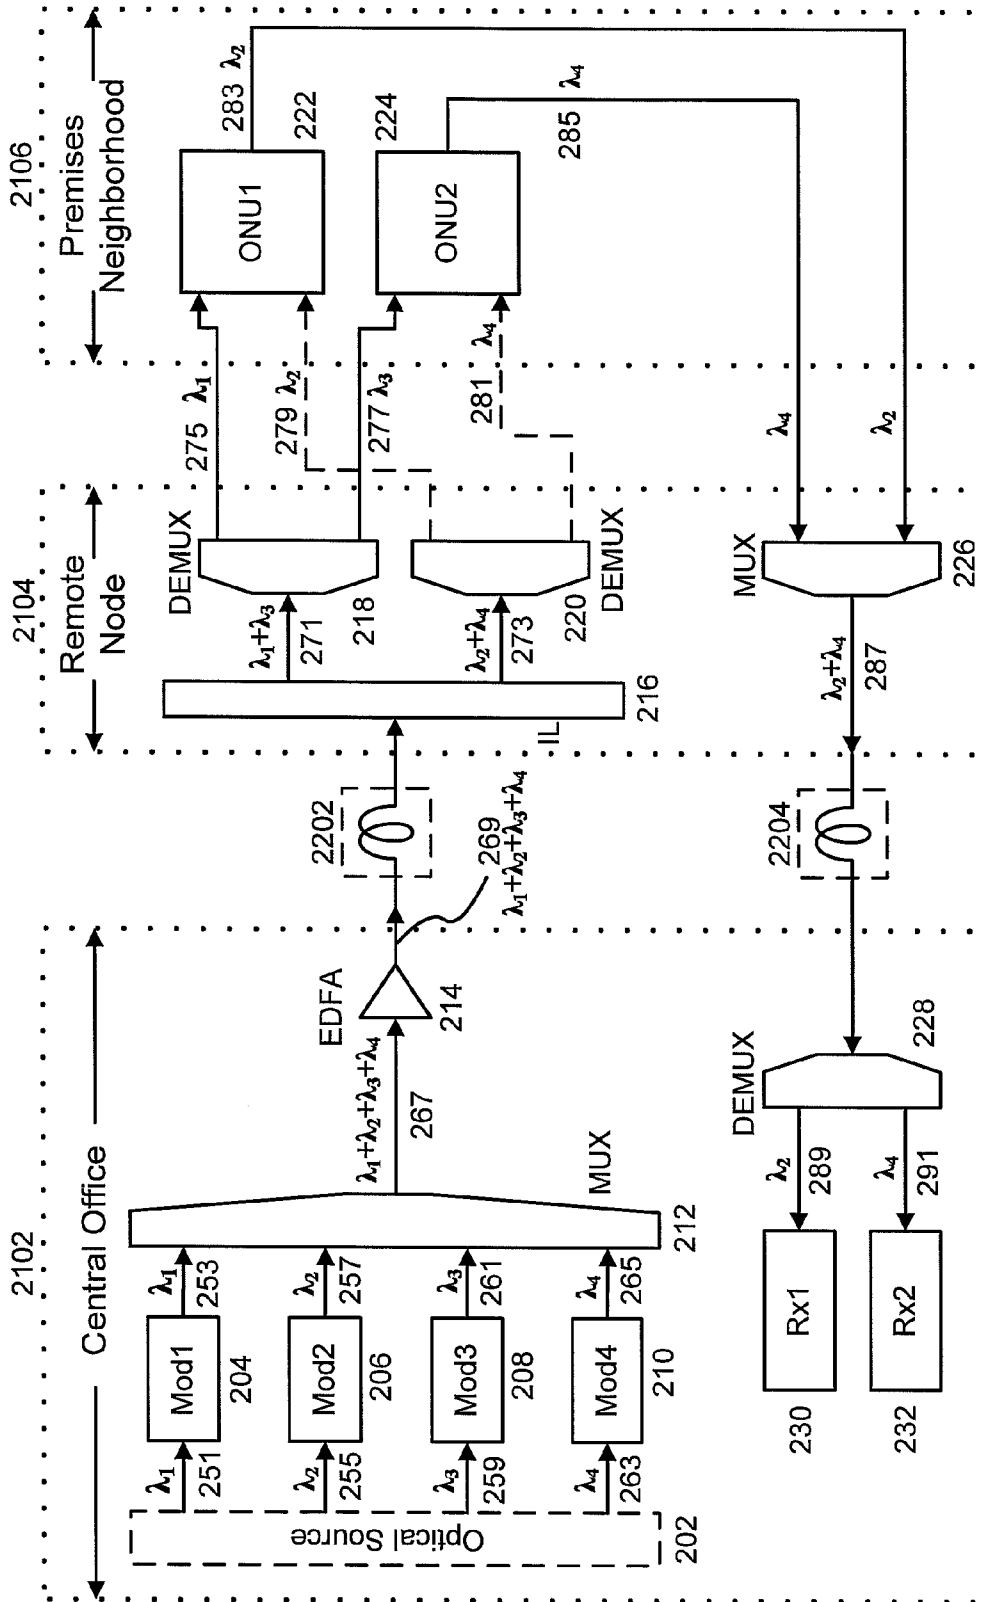 2102
Central Office
2104
Remote
Node
2106
Premises
Neighborhood
Optical Source
202
λ₁
251
λ₂
255
λ₃
259
λ₄
263
Mod1
204
Mod2
206
Mod3
208
Mod4
210
λ₁
253
λ₂
257
λ₃
261
λ₄
265
MUX
212
λ₁+λ₂+λ₃+λ₄
267
EDFA
214
269
λ₁+λ₂+λ₃+λ₄
2202
IL
216
λ₁+λ₃
271
λ₂+λ₄
273
DEMUX
218
220
DEMUX
275 λ₁
279 λ₂
277 λ₃
281 λ₄
ONU1
222
ONU2
224
283 λ₂
285 λ₄
λ₄
λ₂
MUX
226
λ₂+λ₄
287
2204
DEMUX
228
λ₂
289
λ₄
291
Rx1
230
Rx2
232